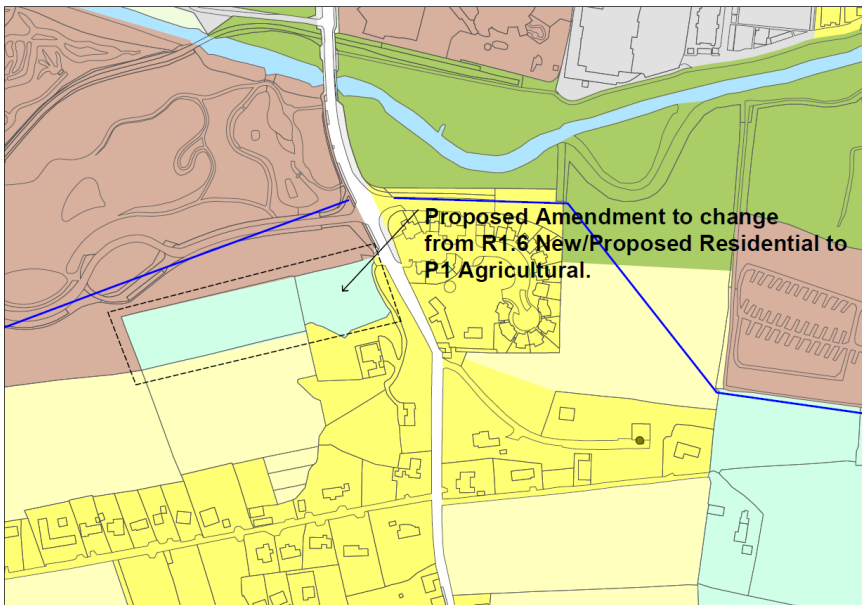 Proposed Amendment to change
from R1.6 New/Proposed Residential to
P1 Agricultural.